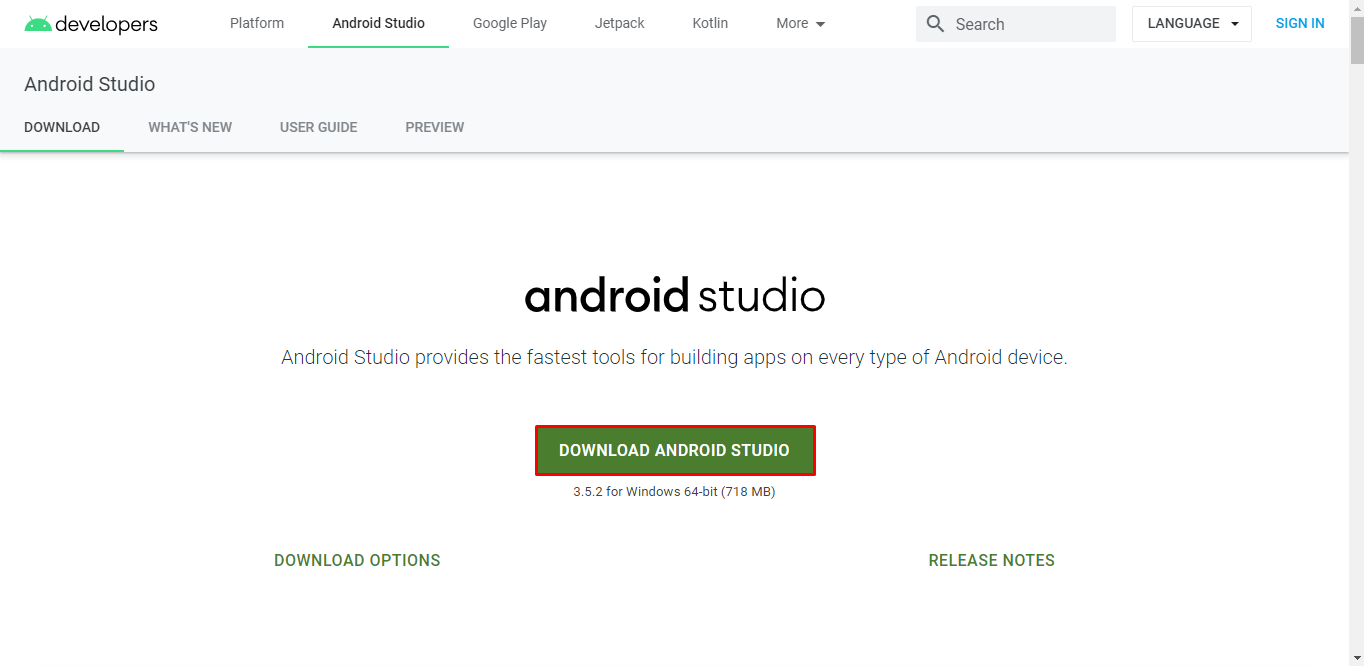 developers Platform Android Studio Google Play Jetpack Kotlin More Search LANGUAGE SIGN IN
Android Studio
DOWNLOAD WHAT'S NEW USER GUIDE PREVIEW
android studio
Android Studio provides the fastest tools for building apps on every type of Android device.
DOWNLOAD ANDROID STUDIO
3.5.2 for Windows 64-bit (718 MB)
DOWNLOAD OPTIONS RELEASE NOTES